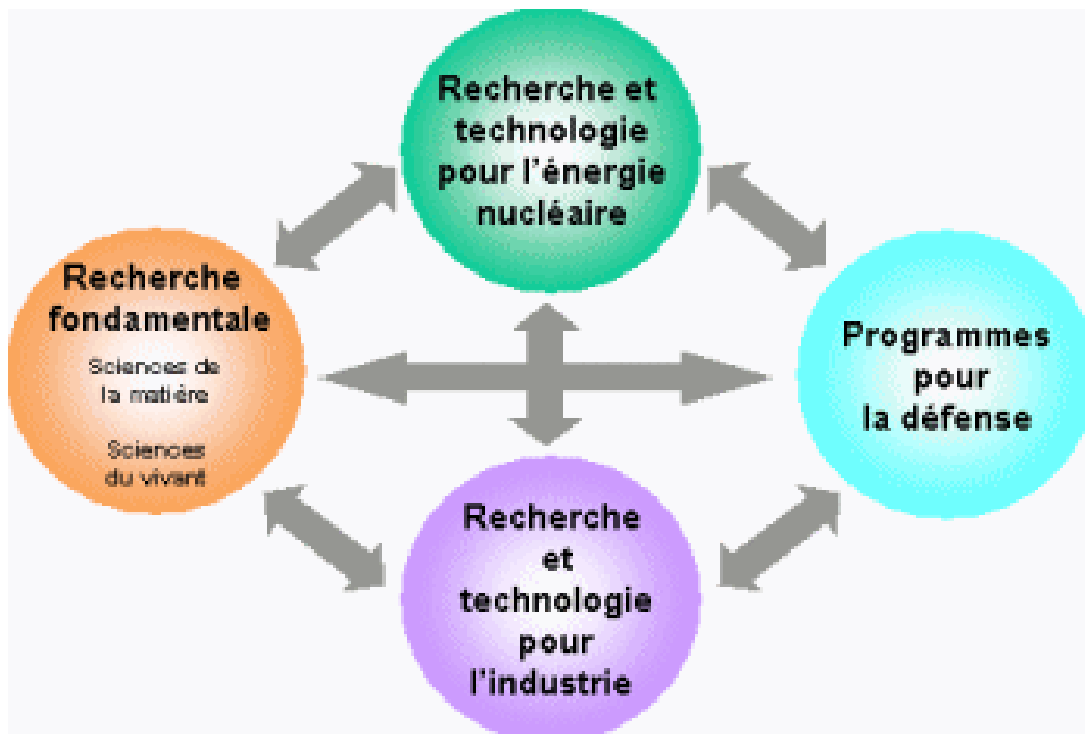 Recherche et
technologie
pour l'énergie
nucléaire
Recherche
fondamentale
Sciences de
la matière
Sciences
du vivant
Programmes
pour
la défense
Recherche
et
technologie
pour
l'industrie